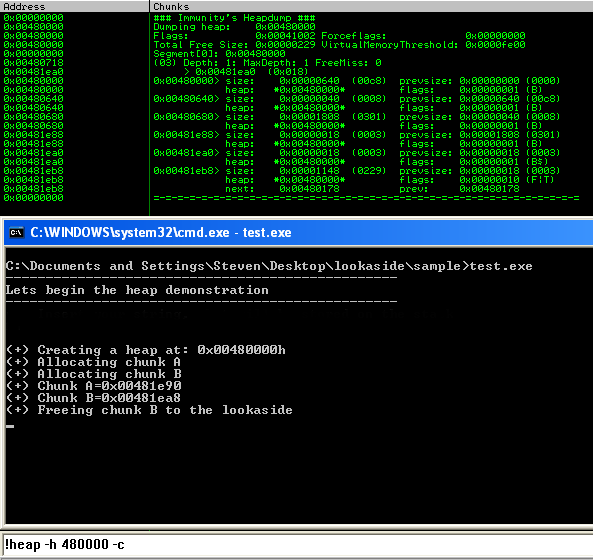 Address Chunks
0x00000000 ### Immunity's Heapdump ###
0x00480000 Dumping heap: 0x00480000
0x00480000 Flags: 0x00041002 Forceflags: 0x00000000
0x00480000 Total Free Size: 0x00000229 VirtualMemoryThreshold: 0x0000fe00
0x00480000 Segment[0]: 0x00480000
0x00480718 (03) Depth: 1: MaxDepth: 1 FreeMiss: 0
0x00481ea0 > 0x00481ea0 (0x018)
0x00480000 0x00480000> size: 0x00000640 (00c8) prevsize: 0x00000000 (0000)
0x00480000 heap: *0x00480000* flags: 0x00000001 (B)
0x00480640 0x00480640> size: 0x00000040 (0008) prevsize: 0x00000640 (00c8)
0x00480640 heap: *0x00480000* flags: 0x00000001 (B)
0x00480680 0x00480680> size: 0x00001808 (0301) prevsize: 0x00000040 (0008)
0x00480680 heap: *0x00480000* flags: 0x00000001 (B)
0x00481e88 0x00481e88> size: 0x00000018 (0003) prevsize: 0x00001808 (0301)
0x00481e88 heap: *0x00480000* flags: 0x00000001 (B)
0x00481ea0 0x00481ea0> size: 0x00000018 (0003) prevsize: 0x00000018 (0003)
0x00481ea0 heap: *0x00480000* flags: 0x00000001 (B$)
0x00481eb8 0x00481eb8> size: 0x00001148 (0229) prevsize: 0x00000018 (0003)
0x00481eb8 heap: *0x00480000* flags: 0x00000010 (F|T)
0x00481eb8 next: 0x00480178 prev: 0x00480178
0x00000000
C:\WINDOWS\system32\cmd.exe - test.exe
C:\Documents and Settings\Steven\Desktop\lookaside\sample>test.exe
Lets begin the heap demonstration
(+) Creating a heap at: 0x00480000h
(+) Allocating chunk A
(+) Allocating chunk B
(+) Chunk A=0x00481e90
(+) Chunk B=0x00481ea8
(+) Freeing chunk B to the lookaside
!heap -h 480000 -c